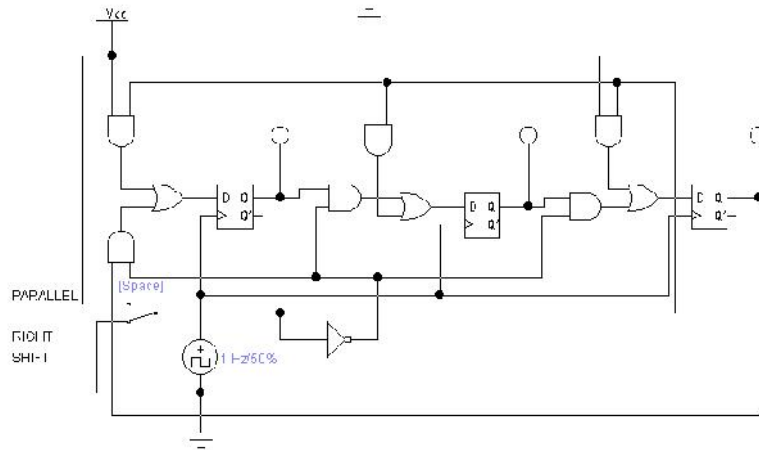 Vcc
D Q
Q'
D Q
Q'
D Q
Q'
[Space]
PARALLEL
RIGHT
SHIFT
1 Hz/50%